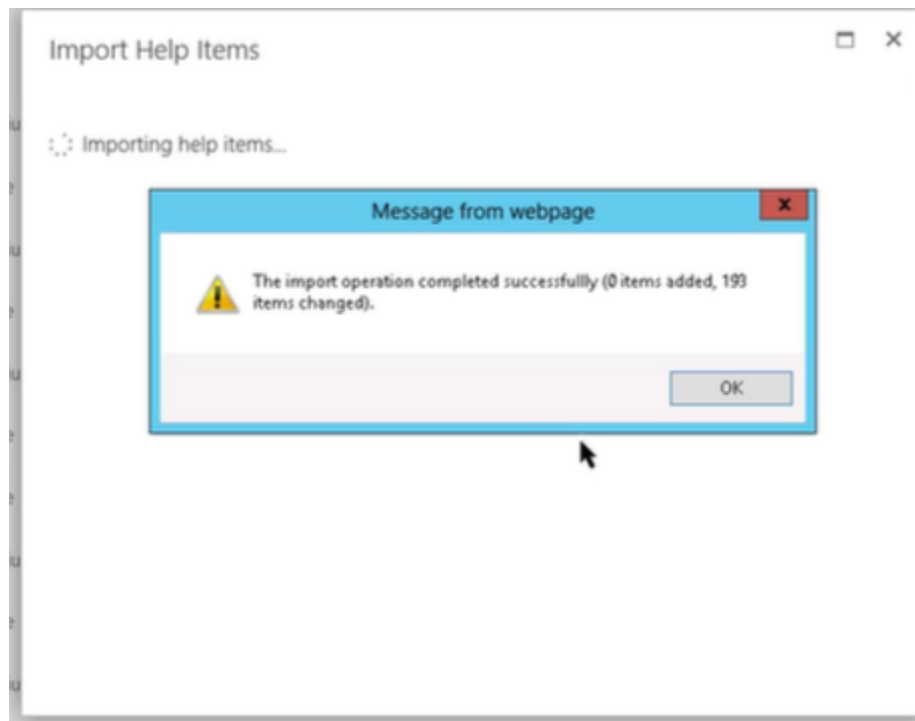 Import Help Items
Importing help items...
Message from webpage
The import operation completed successfullly (0 items added, 193
items changed).
OK